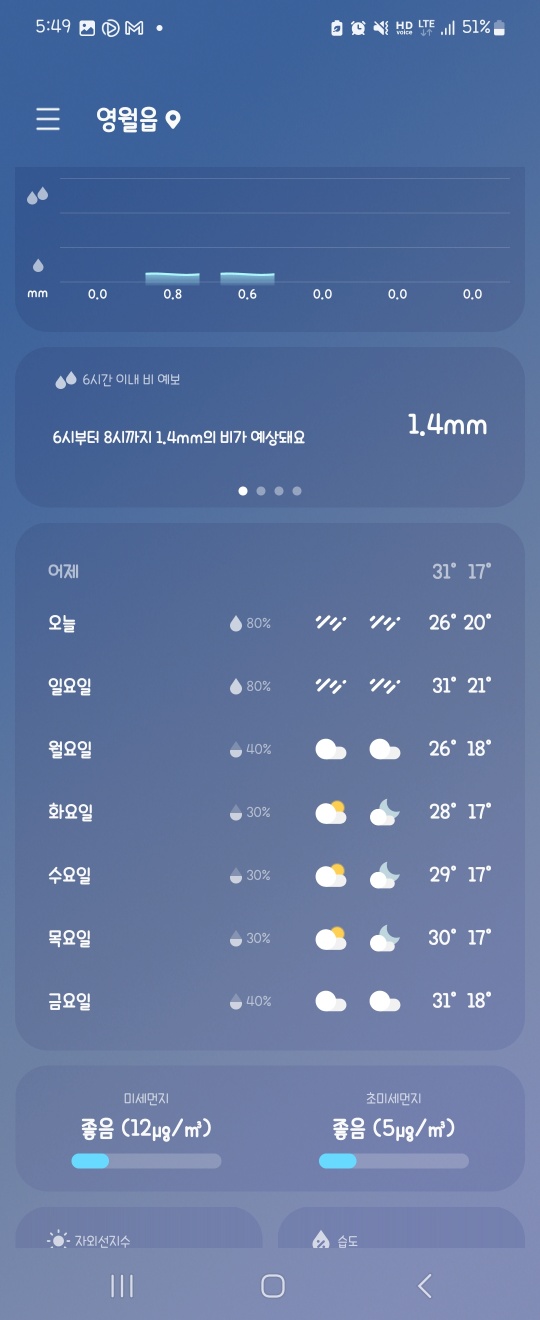 5:49 HD voice LTE 51%
영월읍
mm 0.0 0.8 0.6 0.0 0.0 0.0
6시간 이내 비 예보
6시부터 8시까지 1.4mm의 비가 예상돼요 1.4mm
어제 31° 17°
오늘 80% 26° 20°
일요일 80% 31° 21°
월요일 40% 26° 18°
화요일 30% 28° 17°
수요일 30% 29° 17°
목요일 30% 30° 17°
금요일 40% 31° 18°
미세먼지 초미세먼지
좋음 (12µg/㎥) 좋음 (5µg/㎥)
자외선지수 습도